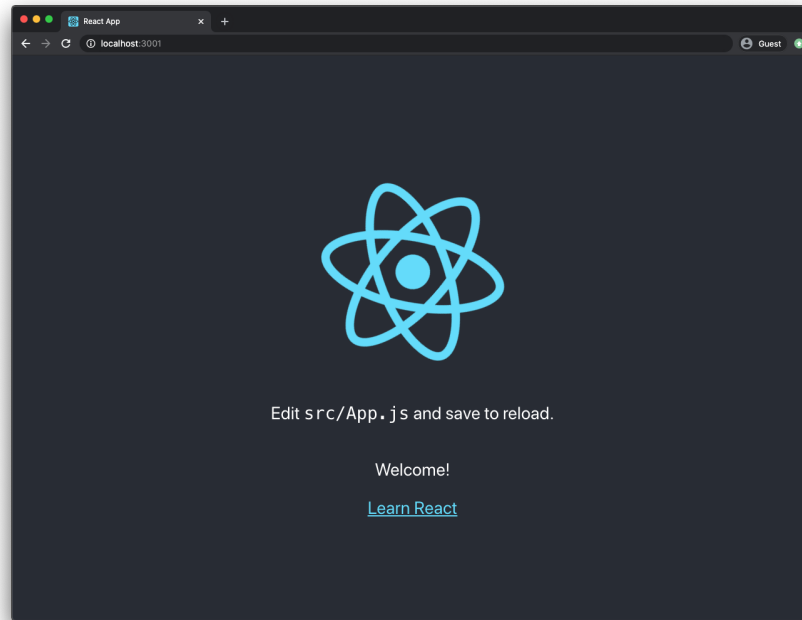 React App
localhost:3001
Guest
Edit src/App.js and save to reload.
Welcome!
Learn React